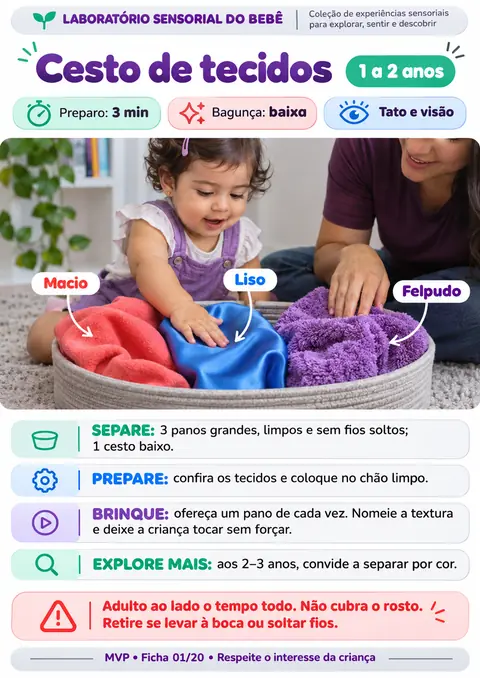 LABORATÓRIO SENSORIAL DO BEBÊ
Coleção de experiências sensoriais
para explorar, sentir e descobrir
Cesto de tecidos
1 a 2 anos
Preparo: 3 min
Bagunça: baixa
Tato e visão
Macio
Liso
Felpudo
SEPARE: 3 panos grandes, limpos e sem fios soltos;
1 cesto baixo.
PREPARE: confira os tecidos e coloque no chão limpo.
BRINQUE: ofereça um pano de cada vez. Nomeie a textura
e deixe a criança tocar sem forçar.
EXPLORE MAIS: aos 2–3 anos, convide a separar por cor.
Adulto ao lado o tempo todo. Não cubra o rosto.
Retire se levar à boca ou soltar fios.
MVP • Ficha 01/20 • Respeite o interesse da criança